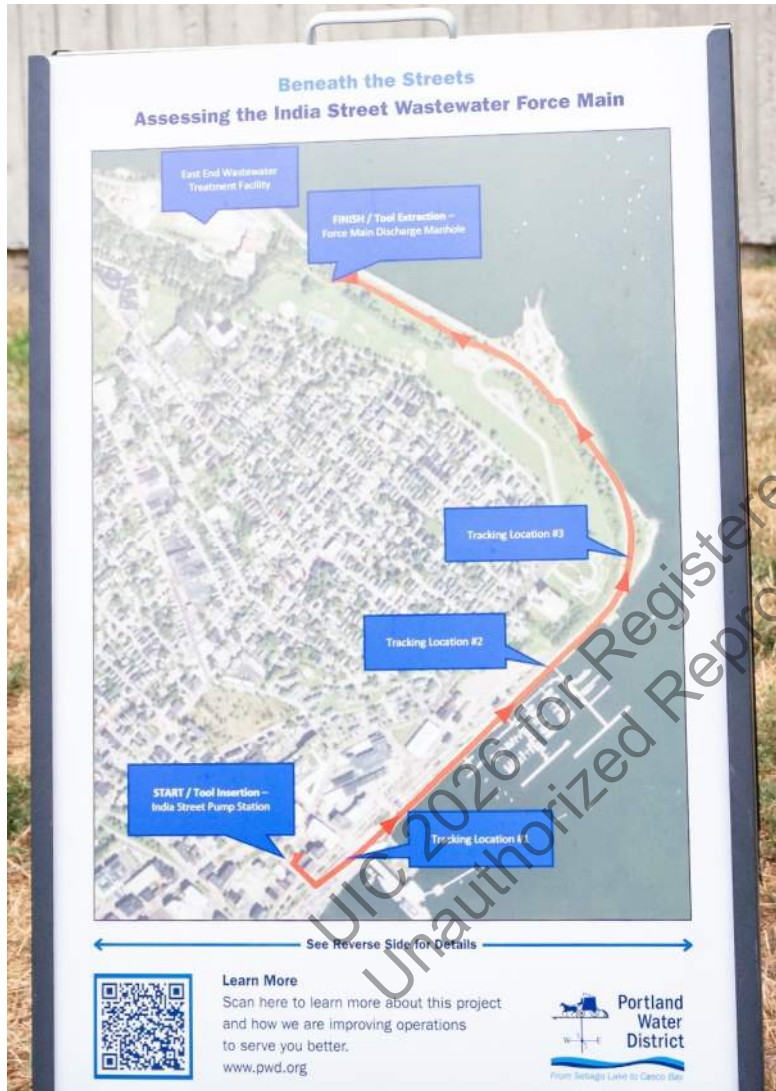 Beneath the Streets
Assessing the India Street Wastewater Force Main
East End Wastewater
Treatment Facility
FINISH / Tool Extraction –
Force Main Discharge Manhole
Tracking Location #3
Tracking Location #2
START / Tool Insertion –
India Street Pump Station
Tracking Location #1
See Reverse Side for Details
Learn More
Scan here to learn more about this project
and how we are improving operations
to serve you better.
www.pwd.org
W
S
Portland
Water
District
From Sebago Lake to Casco Bay
UIC 2026 for Registere
Unauthorized Repro